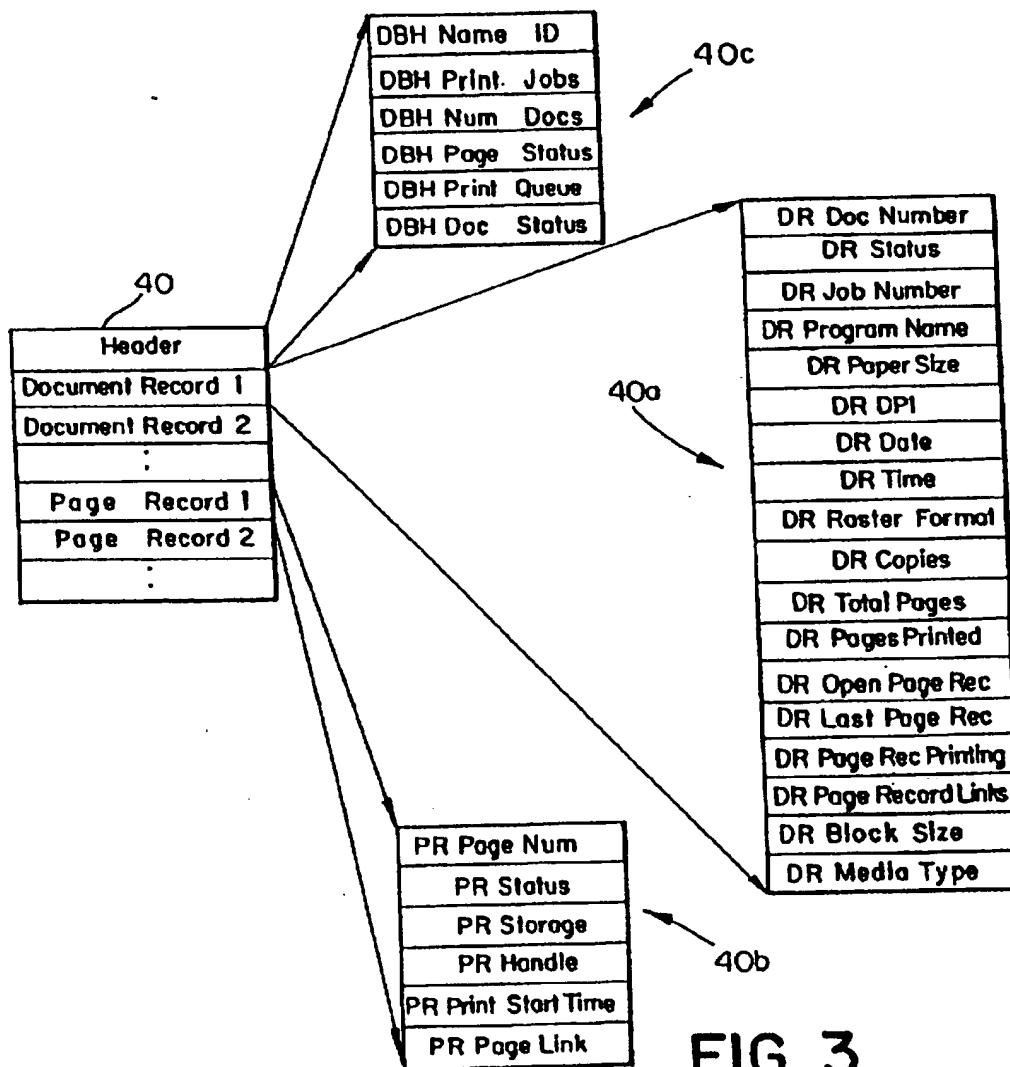 DBH Name ID
DBH Print Jobs
DBH Num Docs
DBH Page Status
DBH Print Queue
DBH Doc Status
40c
40
Header
Document Record 1
Document Record 2
:
Page Record 1
Page Record 2
:
DR Doc Number
DR Status
DR Job Number
DR Program Name
DR Paper Size
DR DPI
DR Date
DR Time
DR Raster Format
DR Copies
DR Total Pages
DR Pages Printed
DR Open Page Rec
DR Last Page Rec
DR Page Rec Printing
DR Page Record Links
DR Block Size
DR Media Type
40a
PR Page Num
PR Status
PR Storage
PR Handle
PR Print Start Time
PR Page Link
40b
FIG. 3